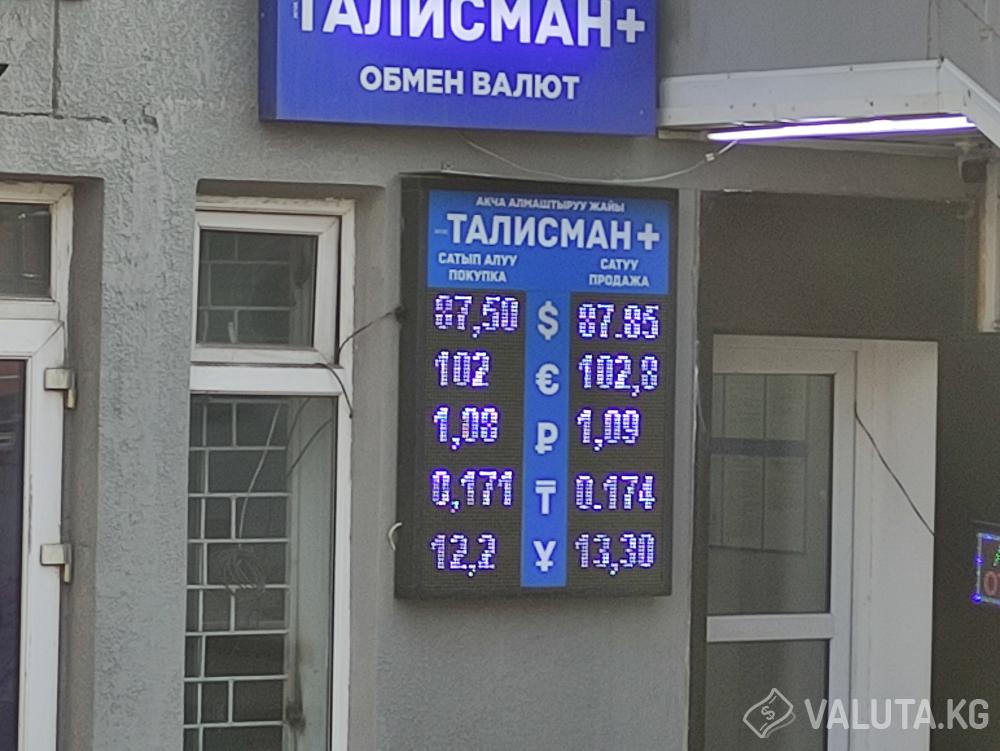 ТАЛИСМАН+
ОБМЕН ВАЛЮТ
АКЧА АЛМАШТЫРУУ ЖАЙЫ
ТАЛИСМАН+
САТЫП АЛУУ САТУУ
ПОКУПКА ПРОДАЖА
87,50 $ 87.85
102 € 102,8
1,08 ₽ 1,09
0,171 ₸ 0.174
12,2 ¥ 13,30
VALUTA.KG